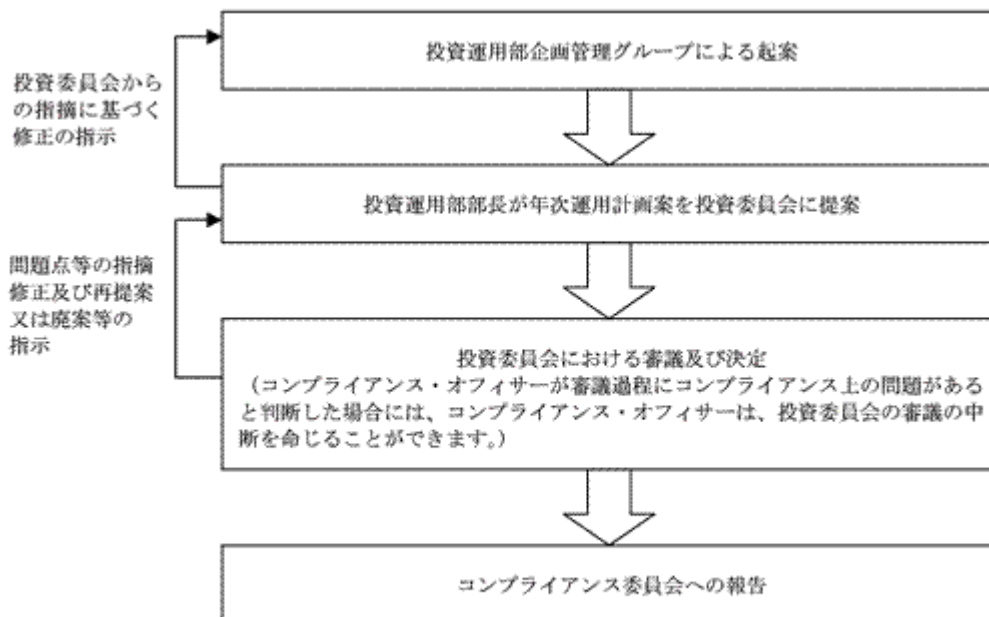 投資運用部企画管理グループによる起案
投資委員会から
の指摘に基づく
修正の指示
投資運用部部長が年次運用計画案を投資委員会に提案
問題点等の指摘
修正及び再提案
又は廃案等の
指示
投資委員会における審議及び決定
（コンプライアンス・オフィサーが審議過程にコンプライアンス上の問題がある
と判断した場合には、コンプライアンス・オフィサーは、投資委員会の審議の中
断を命じることができます。）
コンプライアンス委員会への報告